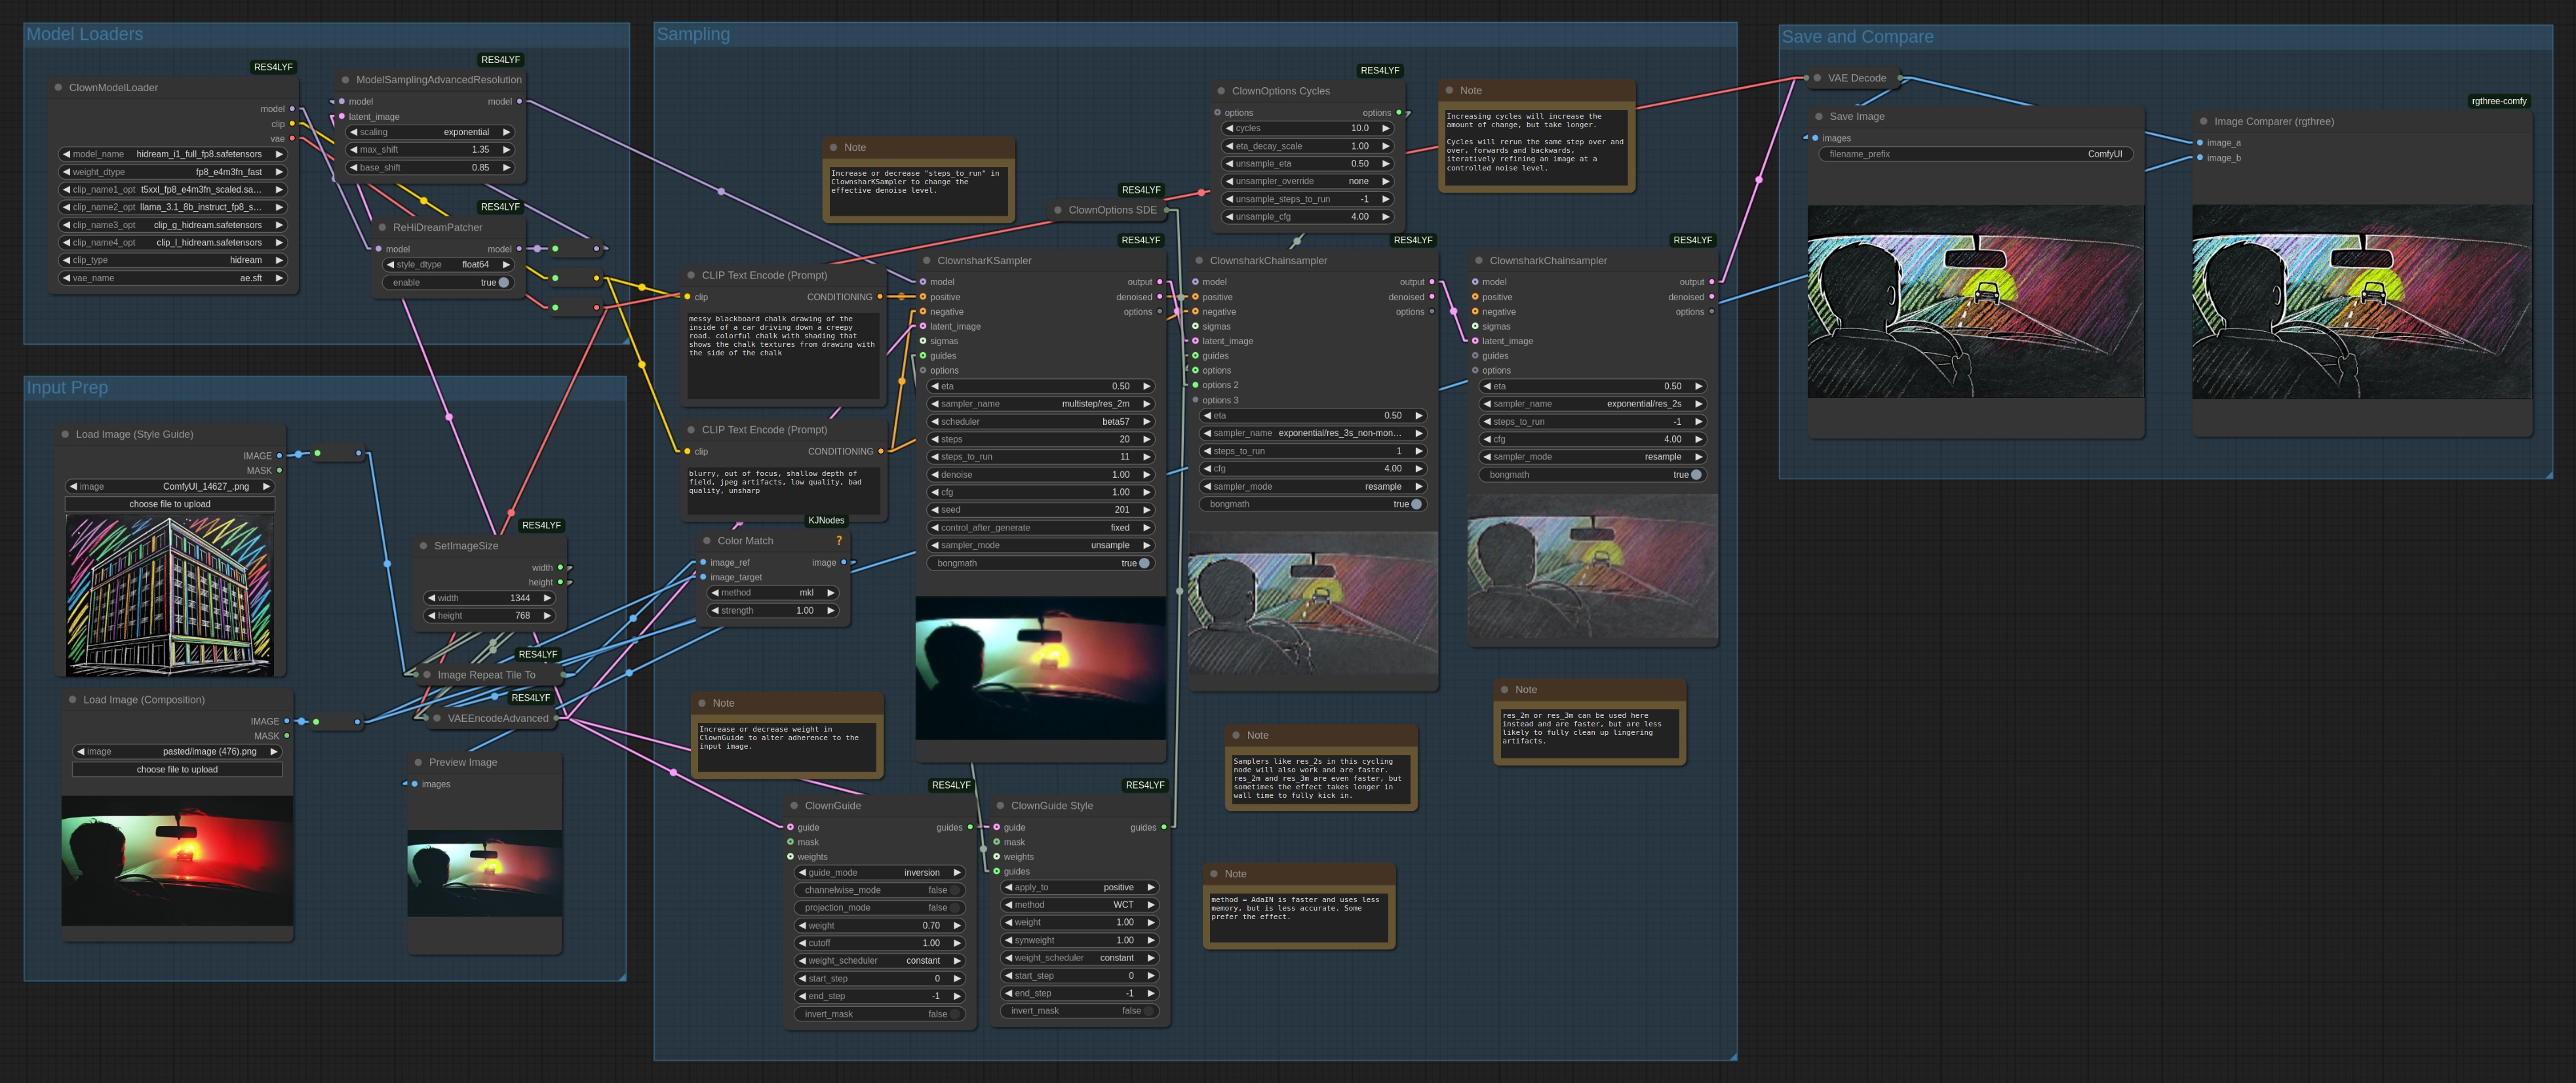 Model Loaders
RES4LYF
ClownModelLoader
model
clip
vae
model_name hidream_i1_full_fp8.safetensors
weight_dtype fp8_e4m3fn_fast
clip_name1_opt t5xxl_fp8_e4m3fn_scaled.sa…
clip_name2_opt llama_3.1_8b_instruct_fp8_s…
clip_name3_opt clip_g_hidream.safetensors
clip_name4_opt clip_l_hidream.safetensors
clip_type hidream
vae_name ae.sft
RES4LYF
ModelSamplingAdvancedResolution
model model
latent_image
scaling exponential
max_shift 1.35
base_shift 0.85
RES4LYF
ReHiDreamPatcher
model model
style_dtype float64
enable true
Input Prep
Load Image (Style Guide)
IMAGE
MASK
image ComfyUI_14627_.png
choose file to upload
Load Image (Composition)
IMAGE
MASK
image pasted/image (476).png
choose file to upload
RES4LYF
SetImageSize
width
height
width 1344
height 768
RES4LYF
Image Repeat Tile To
RES4LYF
VAEEncodeAdvanced
Preview Image
images
Sampling
Note
Increase or decrease "steps_to_run" in
ClownsharKSampler to change the
effective denoise level.
CLIP Text Encode (Prompt)
clip CONDITIONING
messy blackboard chalk drawing of the
inside of a car driving down a creepy
road. colorful chalk with shading that
shows the chalk textures from drawing with
the side of the chalk
CLIP Text Encode (Prompt)
clip CONDITIONING
blurry, out of focus, shallow depth of
field, jpeg artifacts, low quality, bad
quality, unsharp
KJNodes
Color Match ?
image_ref image
image_target
method mkl
strength 1.00
Note
Increase or decrease weight in
ClownGuide to alter adherence to the
input image.
RES4LYF
ClownOptions SDE
RES4LYF
ClownsharKSampler
model output
positive denoised
negative options
latent_image
sigmas
guides
options
eta 0.50
sampler_name multistep/res_2m
scheduler beta57
steps 20
steps_to_run 11
denoise 1.00
cfg 1.00
seed 201
control_after_generate fixed
sampler_mode unsample
bongmath true
RES4LYF
ClownGuide
guide guides
mask
weights
guide_mode inversion
channelwise_mode false
projection_mode false
weight 0.70
cutoff 1.00
weight_scheduler constant
start_step 0
end_step -1
invert_mask false
RES4LYF
ClownGuide Style
guide guides
mask
weights
guides
apply_to positive
method WCT
weight 1.00
synweight 1.00
weight_scheduler constant
start_step 0
end_step -1
invert_mask false
RES4LYF
ClownOptions Cycles
options options
cycles 10.0
eta_decay_scale 1.00
unsample_eta 0.50
unsampler_override none
unsample_steps_to_run -1
unsample_cfg 4.00
Note
Increasing cycles will increase the
amount of change, but take longer.
Cycles will rerun the same step over and
over, forwards and backwards,
iteratively refining an image at a
controlled noise level.
RES4LYF
ClownsharkChainsampler
model output
positive denoised
negative options
sigmas
latent_image
guides
options
options 2
options 3
eta 0.50
sampler_name exponential/res_3s_non-mon…
steps_to_run 1
cfg 4.00
sampler_mode resample
bongmath true
RES4LYF
ClownsharkChainsampler
model output
positive denoised
negative options
sigmas
latent_image
guides
options
eta 0.50
sampler_name exponential/res_2s
steps_to_run -1
cfg 4.00
sampler_mode resample
bongmath true
Note
res_2m or res_3m can be used here
instead and are faster, but are less
likely to fully clean up lingering
artifacts.
Note
Samplers like res_2s in this cycling
node will also work and are faster.
res_2m and res_3m are even faster, but
sometimes the effect takes longer in
wall time to fully kick in.
Note
method = AdaIN is faster and uses less
memory, but is less accurate. Some
prefer the effect.
Save and Compare
VAE Decode
Save Image
images
filename_prefix ComfyUI
rgthree-comfy
Image Comparer (rgthree)
image_a
image_b